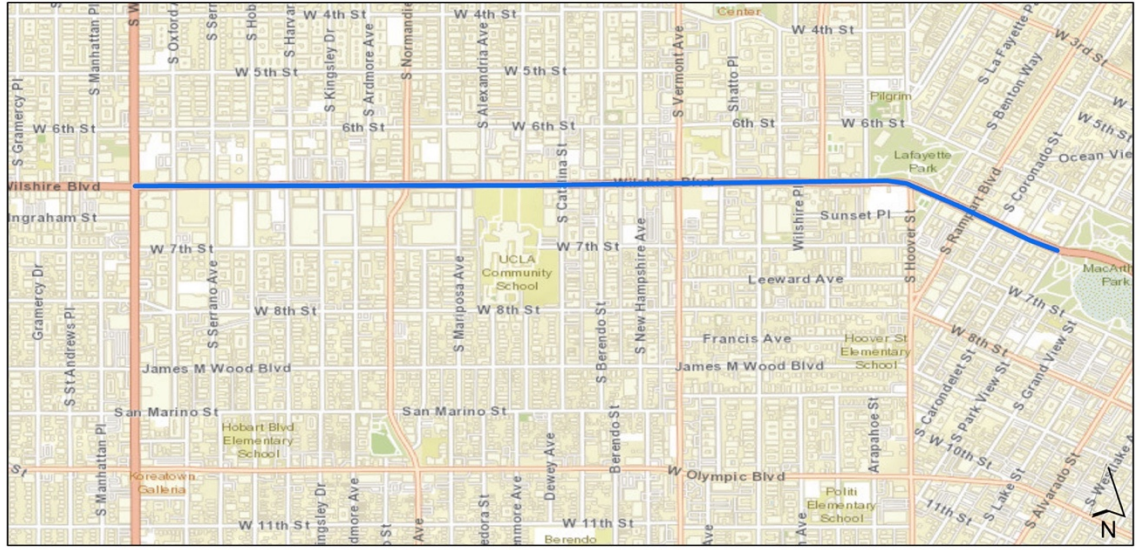 W 4th St
W 4th St
Center
W 4th St
W 3rd St
S Manhattan Pl
S Oxford
S Kingsley Dr
S Ardmore Ave
S Normandie
S Alexandria Ave
S Vermont Ave
Shatto Pl
S La Fayette P
S Benton Way
W 5th St
W 5th St
W 5th St
S Gramercy Pl
Pilgrim
W 6th St
6th St
W 6th St
6th St
W 6th St
Lafayette
Park
S Coronado St
Ocean Vie
Wilshire Blvd
S Catalina St
Wilshire Blvd
Ingraham St
Wilshire Pl
Sunset Pl
S Hoover St
S Rampart Blvd
W 7th St
W 7th St
S New Hampshire Ave
UCLA
Community
School
Leeward Ave
MacArth
Park
W 7th St
Gramercy Dr
S Serrano Ave
S Mariposa Ave
W 8th St
W 8th St
S St Andrews Pl
S Berendo St
Francis Ave
Hoover St
Elementary
School
W 8th St
S Grand View St
James M Wood Blvd
James M Wood Blvd
S Carondelet St
S Park View St
San Marino St
San Marino St
Hobart Blvd
Elementary
School
S Manhattan Pl
Berendo St
Dewey Ave
Arapahoe St
W 10th St
W Olympic Blvd
Koreatown
Galleria
St
Politi
Elementary
School
S Lake St
S Alvarado St
11th St
W 11th St
W 11th St
Berendo
Ave
Ave
N